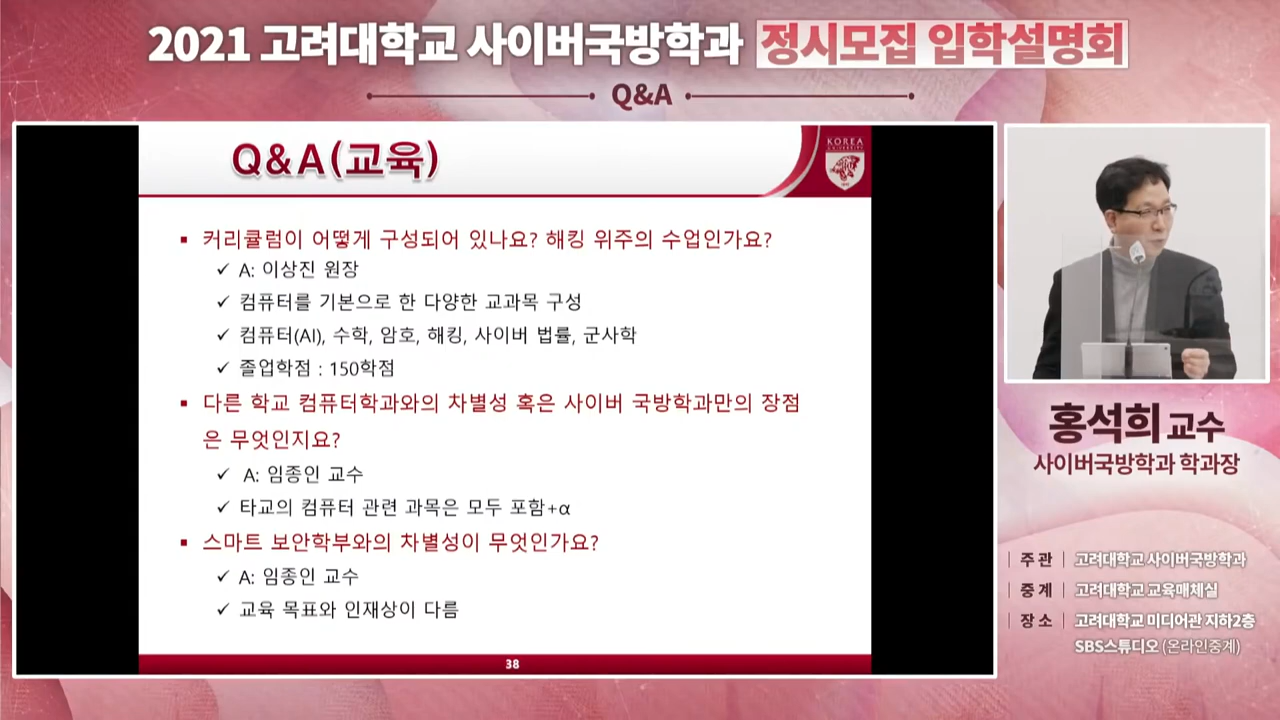 2021 고려대학교 사이버국방학과 정시모집 입학설명회
Q&A
Q&A(교육)
KOREA
UNIVERSITY
▪ 커리큘럼이 어떻게 구성되어 있나요? 해킹 위주의 수업인가요?
✓ A: 이상진 원장
✓ 컴퓨터를 기본으로 한 다양한 교과목 구성
✓ 컴퓨터(AI), 수학, 암호, 해킹, 사이버 법률, 군사학
✓ 졸업학점 : 150학점
▪ 다른 학교 컴퓨터학과와의 차별성 혹은 사이버 국방학과만의 장점
은 무엇인지요?
✓ A: 임종인 교수
✓ 타교의 컴퓨터 관련 과목은 모두 포함+α
▪ 스마트 보안학부와의 차별성이 무엇인가요?
✓ A: 임종인 교수
✓ 교육 목표와 인재상이 다름
38
홍석희 교수
사이버국방학과 학과장
| 주 관 | 고려대학교 사이버국방학과
| 중 계 | 고려대학교 교육매체실
| 장 소 | 고려대학교 미디어관 지하2층
SBS스튜디오 (온라인중계)